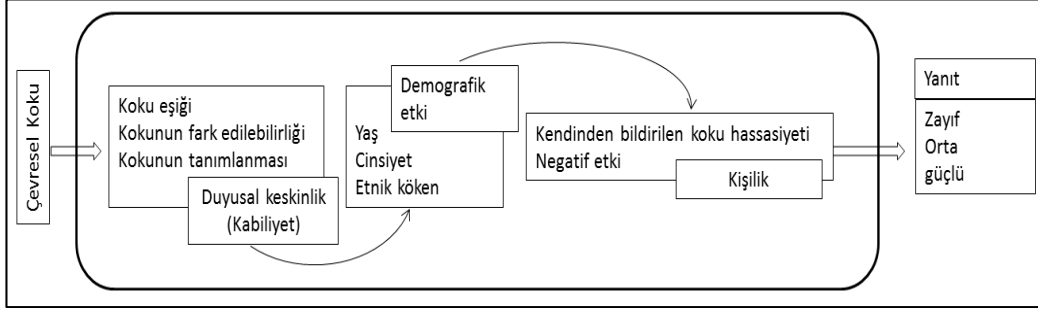 Çevresel Koku
Koku eşiği
Kokunun fark edilebilirliği
Kokunun tanımlanması
Duyusal keskinlik
(Kabiliyet)
Demografik
etki
Yaş
Cinsiyet
Etnik köken
Kendinden bildirilen koku hassasiyeti
Negatif etki
Kişilik
Yanıt
Zayıf
Orta
güçlü